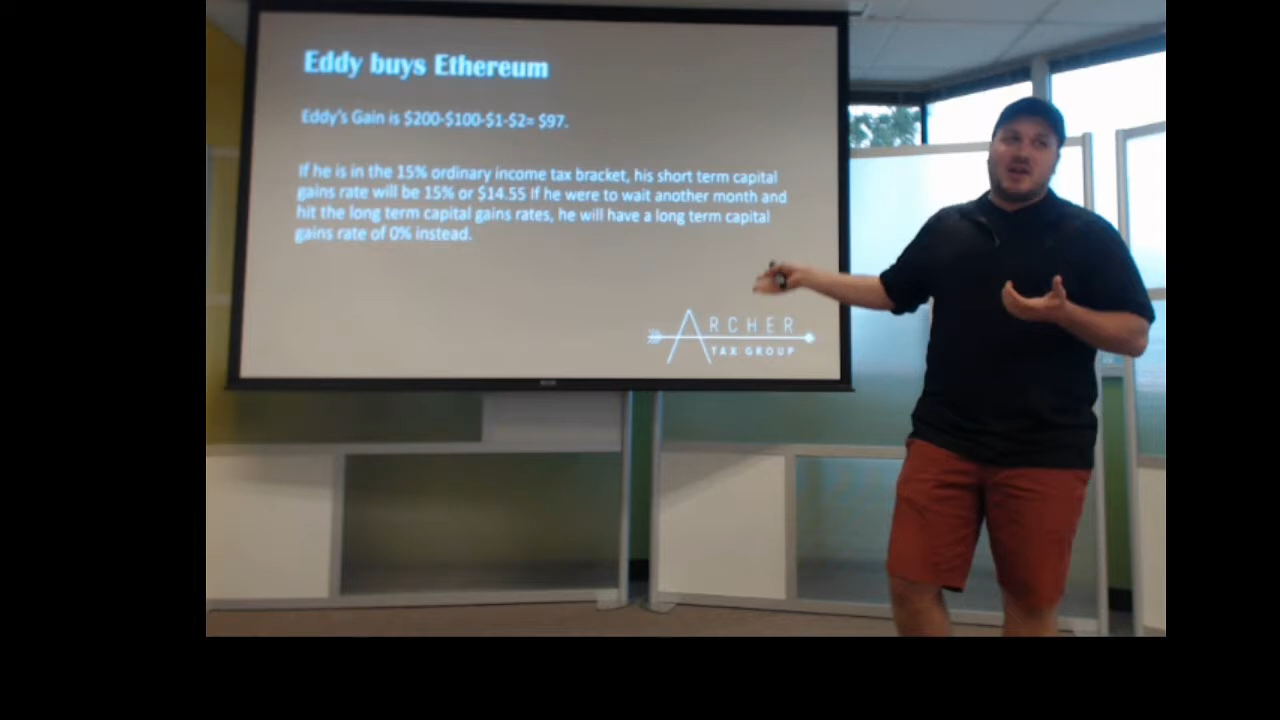 Eddy buys Ethereum
Eddy's Gain is $200-$100-$1-$2= $97.
If he is in the 15% ordinary income tax bracket, his short term capital
gains rate will be 15% or $14.55 If he were to wait another month and
hit the long term capital gains rates, he will have a long term capital
gains rate of 0% instead.
ARCHER
TAX GROUP